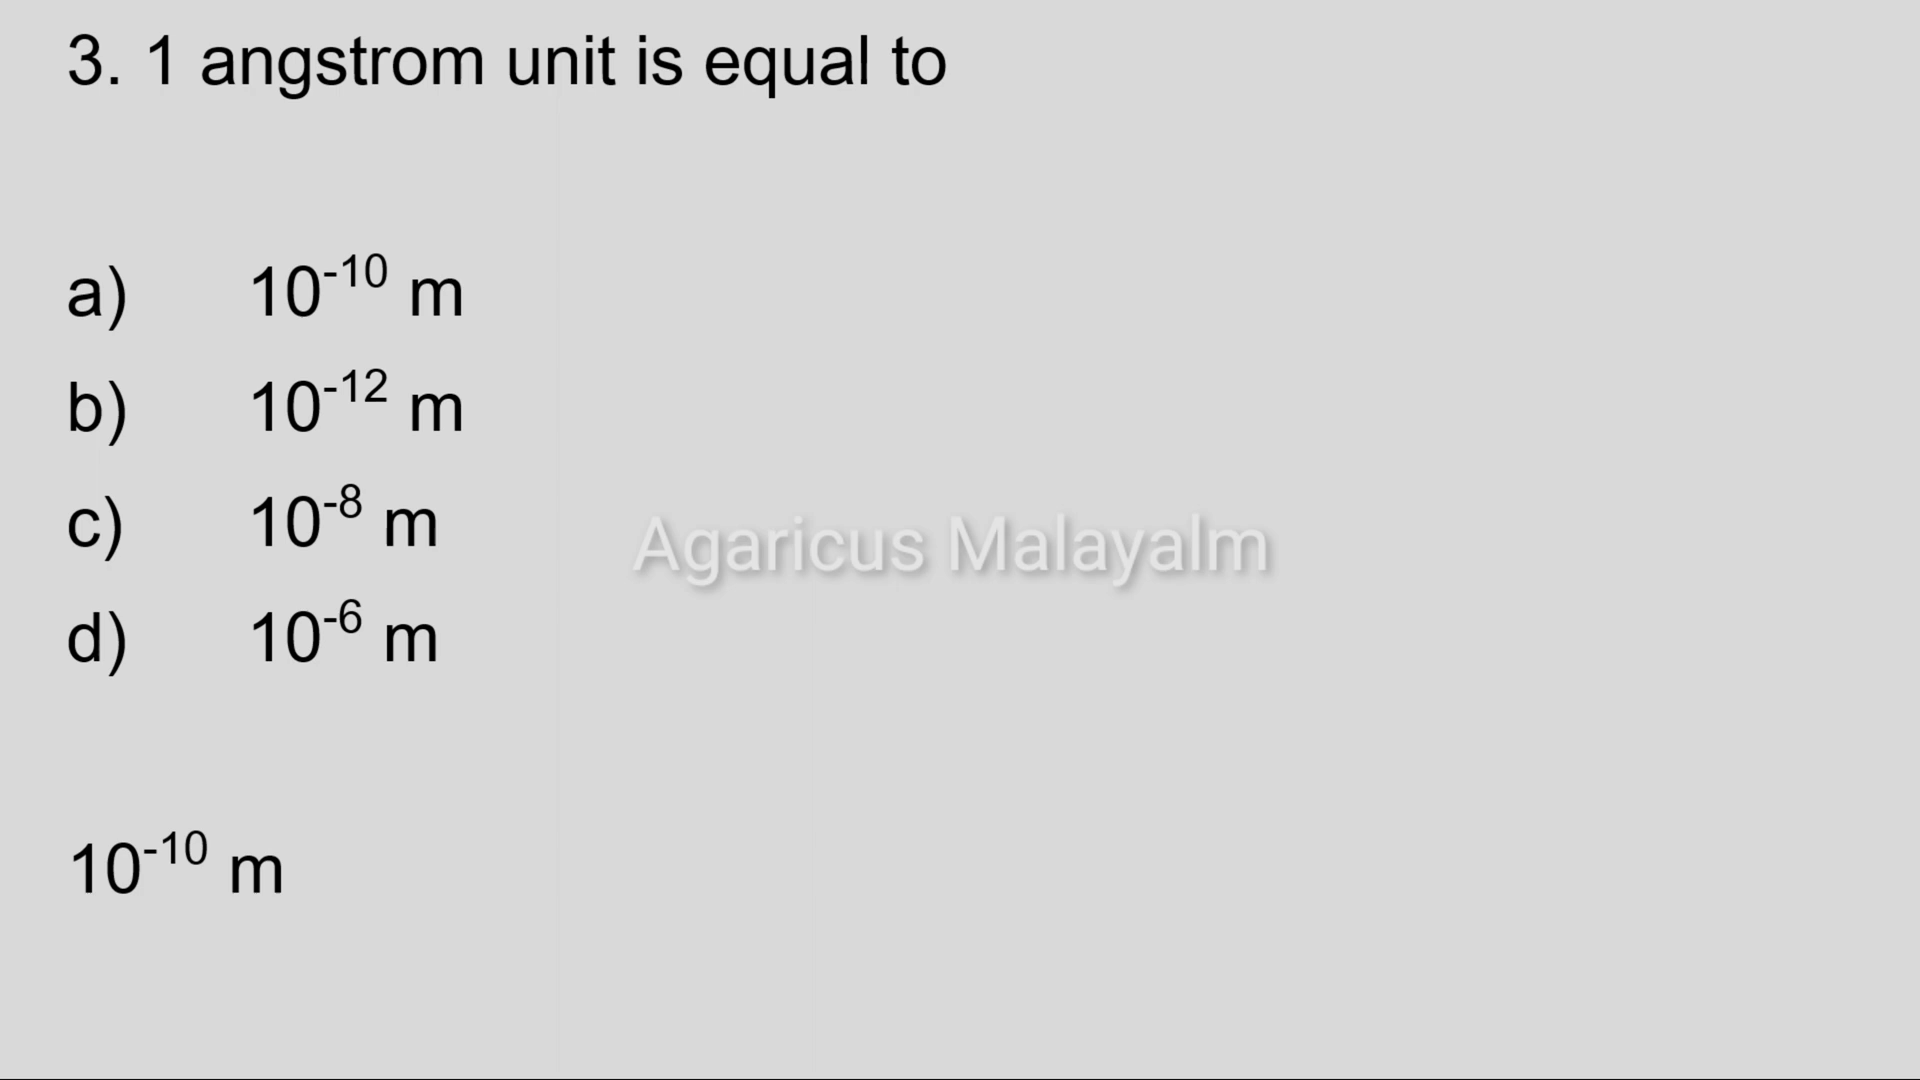 3. 1 angstrom unit is equal to
a) 10⁻¹⁰ m
b) 10⁻¹² m
c) 10⁻⁸ m
Agaricus Malayalm
d) 10⁻⁶ m
10⁻¹⁰ m